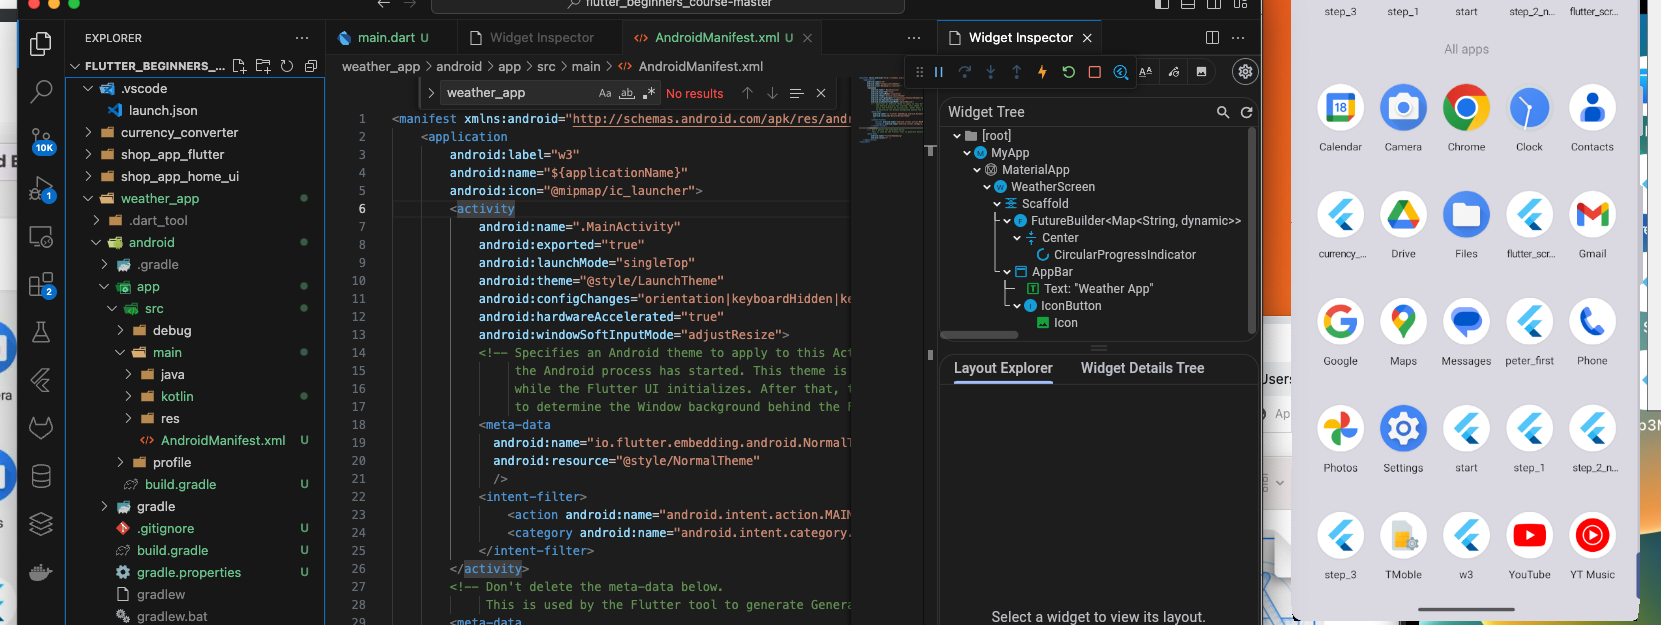 flutter_beginners_course-master
EXPLORER
FLUTTER_BEGINNERS_...
.vscode
launch.json
currency_converter
shop_app_flutter
shop_app_home_ui
weather_app
.dart_tool
android
.gradle
app
src
debug
main
java
kotlin
res
AndroidManifest.xml U
profile
build.gradle U
gradle
.gitignore U
build.gradle U
gradle.properties U
gradlew
gradlew.bat
10K
1
2
main.dart U
Widget Inspector
AndroidManifest.xml U
weather_app > android > app > src > main > AndroidManifest.xml
weather_app Aa ab No results
1 <manifest xmlns:android="http://schemas.android.com/apk/res/andr
2 <application
3 android:label="w3"
4 android:name="${applicationName}"
5 android:icon="@mipmap/ic_launcher">
6 <activity
7 android:name=".MainActivity"
8 android:exported="true"
9 android:launchMode="singleTop"
10 android:theme="@style/LaunchTheme"
11 android:configChanges="orientation|keyboardHidden|ke
12 android:hardwareAccelerated="true"
13 android:windowSoftInputMode="adjustResize">
14 <!-- Specifies an Android theme to apply to this Act
15 the Android process has started. This theme is
16 while the Flutter UI initializes. After that,
17 to determine the Window background behind the
18 <meta-data
19 android:name="io.flutter.embedding.android.NormalT
20 android:resource="@style/NormalTheme"
21 />
22 <intent-filter>
23 <action android:name="android.intent.action.MAIN
24 <category android:name="android.intent.category.
25 </intent-filter>
26 </activity>
27 <!-- Don't delete the meta-data below.
28 This is used by the Flutter tool to generate Genera
29 <meta-data
Widget Inspector
Widget Tree
[root]
MyApp
MaterialApp
WeatherScreen
Scaffold
FutureBuilder<Map<String, dynamic>>
Center
CircularProgressIndicator
AppBar
Text: "Weather App"
IconButton
Icon
Layout Explorer Widget Details Tree
Select a widget to view its layout.
step_3 step_1 start step_2_n... flutter_scr...
All apps
18
Calendar Camera Chrome Clock Contacts
currency_... Drive Files flutter_scr... Gmail
Google Maps Messages peter_first Phone
Photos Settings start step_1 step_2_n...
step_3 TMoble w3 YouTube YT Music